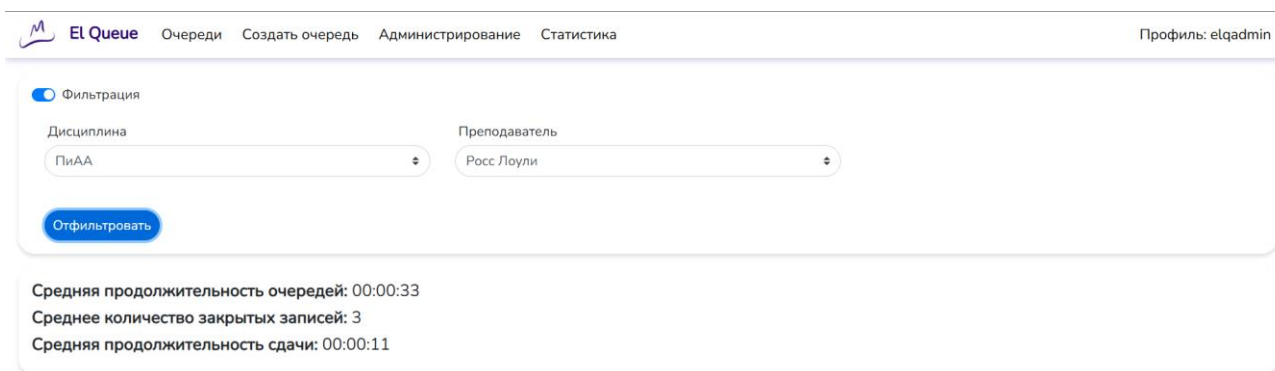 El Queue Очереди Создать очередь Администрирование Статистика Профиль: elqadmin
Фильтрация
Дисциплина Преподаватель
ПиАА Росс Лоули
Отфильтровать
Средняя продолжительность очередей: 00:00:33
Среднее количество закрытых записей: 3
Средняя продолжительность сдачи: 00:00:11